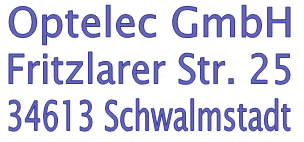 Optelec GmbH
Fritzlarer Str. 25
34613 Schwalmstadt